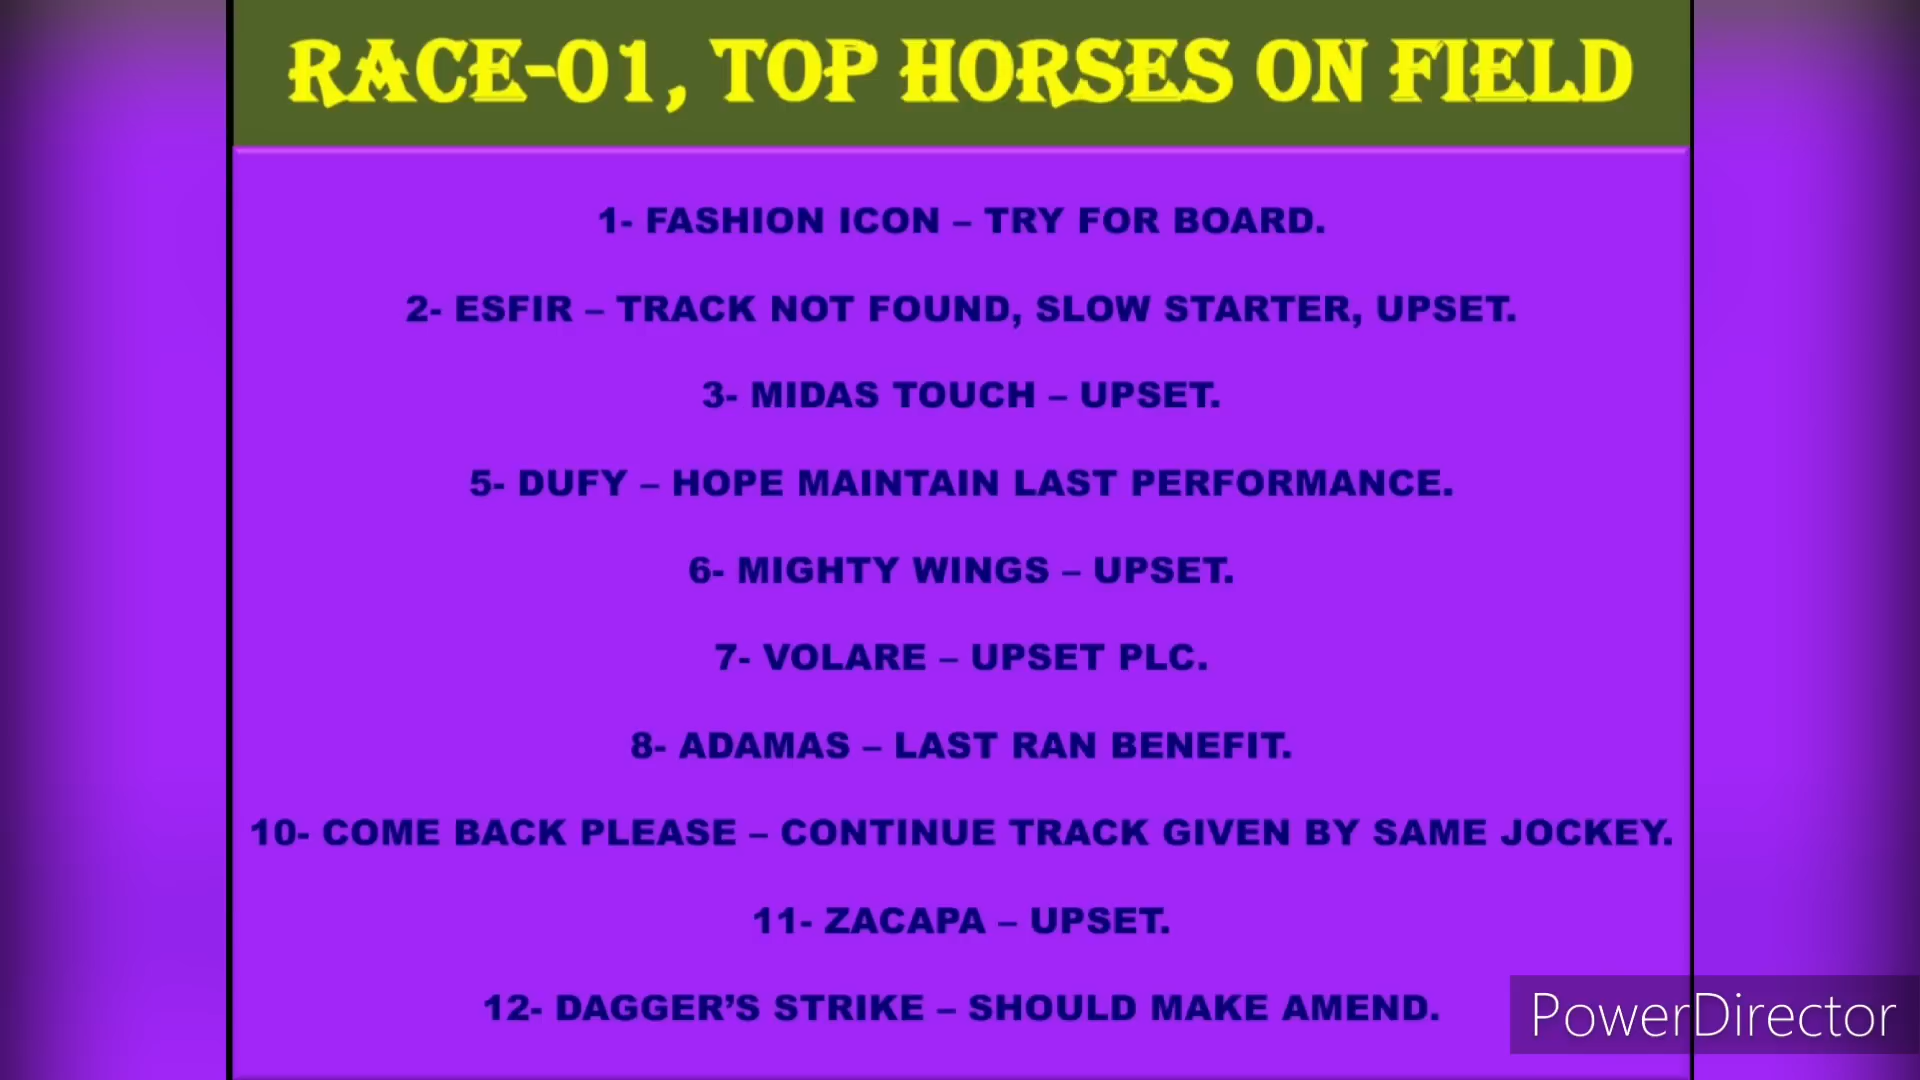 RACE-01, TOP HORSES ON FIELD
1- FASHION ICON – TRY FOR BOARD.
2- ESFIR – TRACK NOT FOUND, SLOW STARTER, UPSET.
3- MIDAS TOUCH – UPSET.
5- DUFY – HOPE MAINTAIN LAST PERFORMANCE.
6- MIGHTY WINGS – UPSET.
7- VOLARE – UPSET PLC.
8- ADAMAS – LAST RAN BENEFIT.
10- COME BACK PLEASE – CONTINUE TRACK GIVEN BY SAME JOCKEY.
11- ZACAPA – UPSET.
12- DAGGER’S STRIKE – SHOULD MAKE AMEND.
PowerDirector